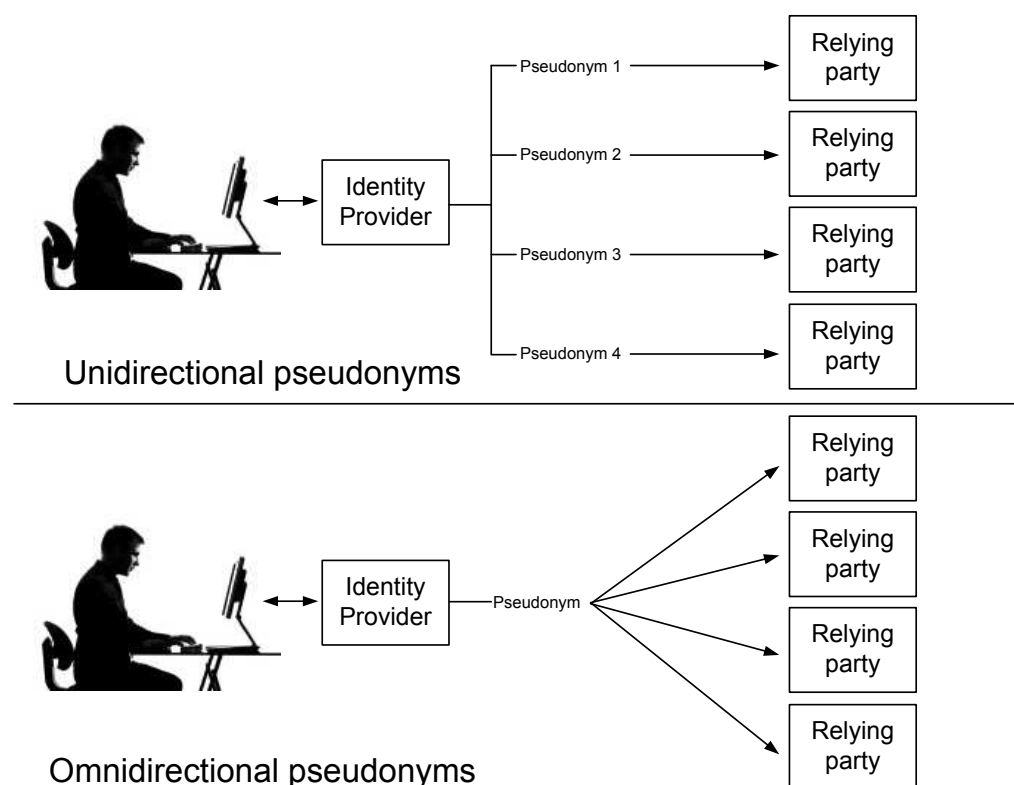 Relying
party
Pseudonym 1
Relying
party
Pseudonym 2
Identity
Provider
Relying
party
Pseudonym 3
Relying
party
Pseudonym 4
Unidirectional pseudonyms
Relying
party
Relying
party
Identity
Provider
Pseudonym
Relying
party
Relying
party
Omnidirectional pseudonyms